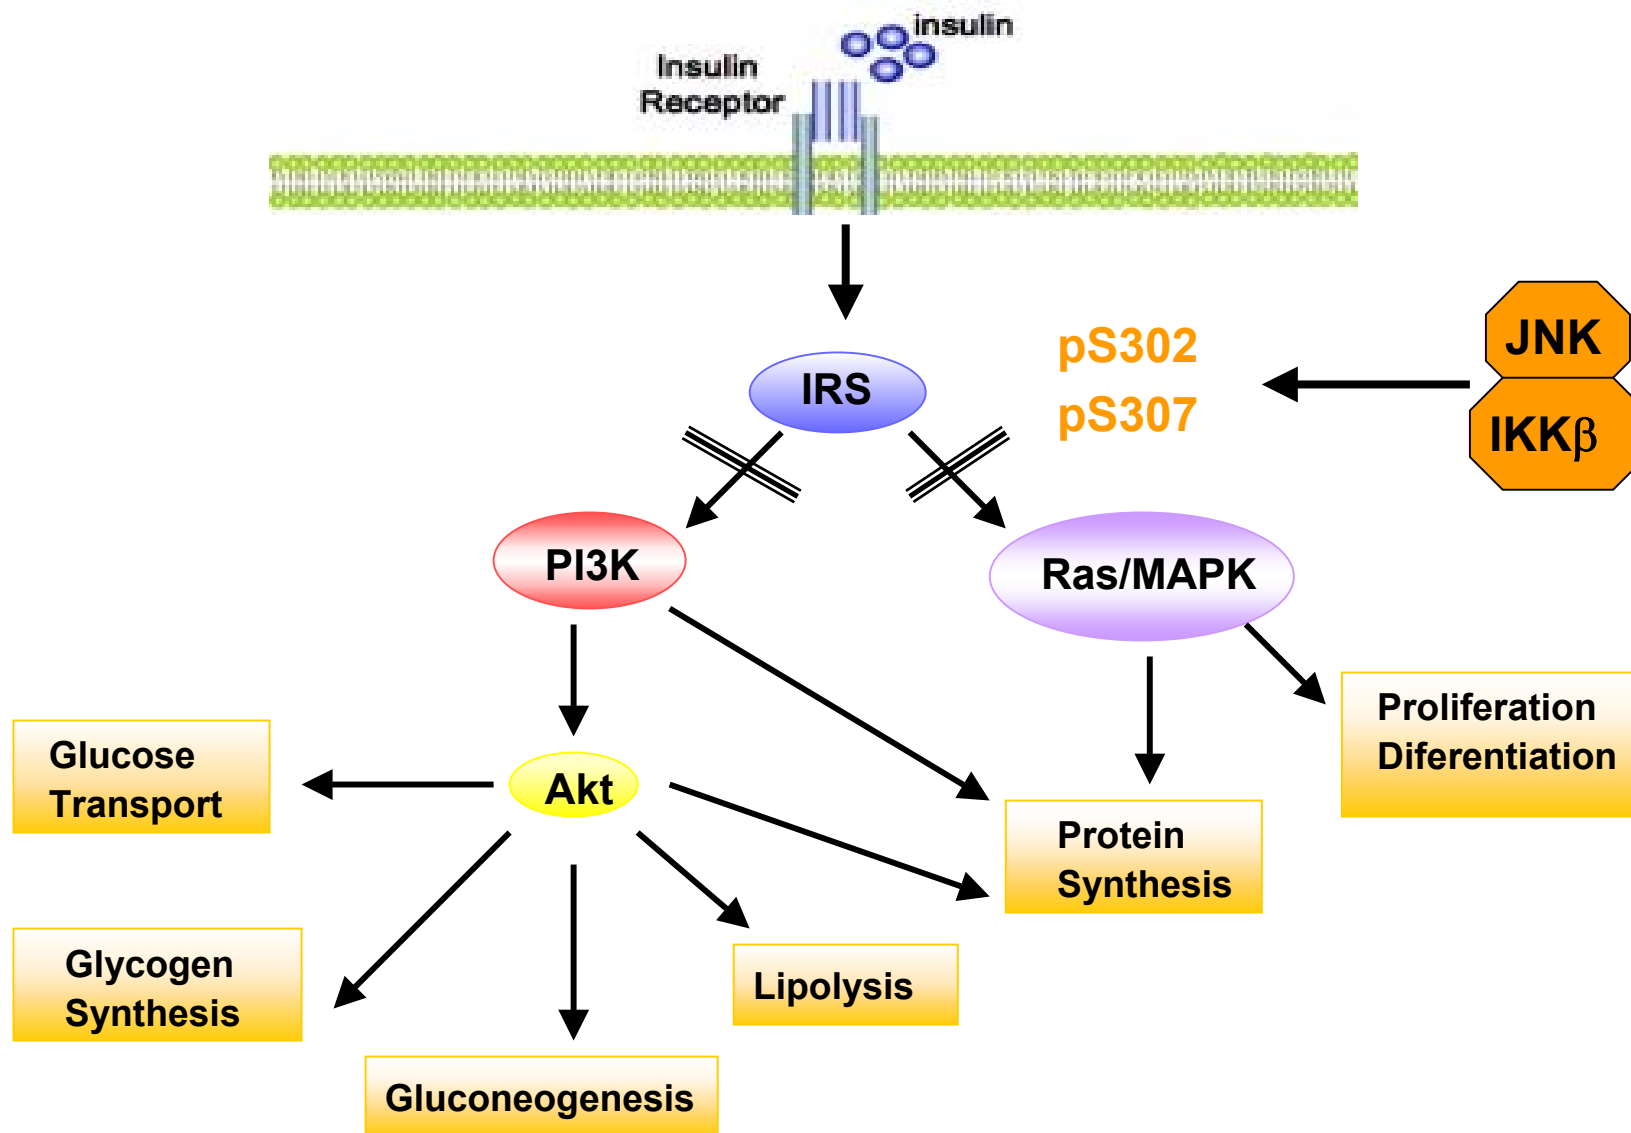 insulin
Insulin
Receptor
JNK
pS302
IRS
pS307
IKKβ
PI3K
Ras/MAPK
Proliferation
Diferentiation
Glucose
Transport
Akt
Protein
Synthesis
Glycogen
Synthesis
Lipolysis
Gluconeogenesis